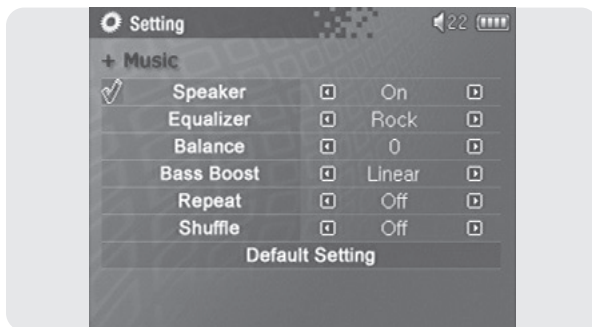 Setting 22
+ Music
Speaker On
Equalizer Rock
Balance 0
Bass Boost Linear
Repeat Off
Shuffle Off
Default Setting